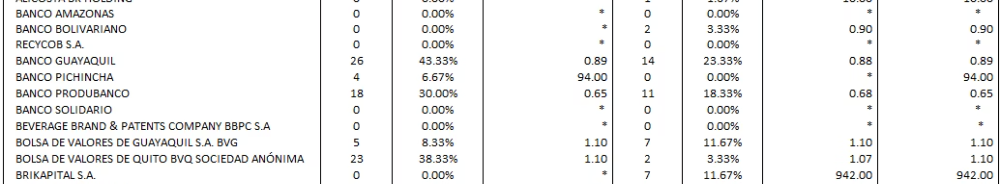 BANCO AMAZONAS 0 0.00% * 0 0.00% * *
BANCO BOLIVARIANO 0 0.00% * 2 3.33% 0.90 0.90
RECYCOB S.A. 0 0.00% * 0 0.00% * *
BANCO GUAYAQUIL 26 43.33% 0.89 14 23.33% 0.88 0.89
BANCO PICHINCHA 4 6.67% 94.00 0 0.00% * 94.00
BANCO PRODUBANCO 18 30.00% 0.65 11 18.33% 0.68 0.65
BANCO SOLIDARIO 0 0.00% * 0 0.00% * *
BEVERAGE BRAND & PATENTS COMPANY BBPC S.A 0 0.00% * 0 0.00% * *
BOLSA DE VALORES DE GUAYAQUIL S.A. BVG 5 8.33% 1.10 7 11.67% 1.10 1.10
BOLSA DE VALORES DE QUITO BVQ SOCIEDAD ANÓNIMA 23 38.33% 1.10 2 3.33% 1.07 1.10
BRIKAPITAL S.A. 0 0.00% * 7 11.67% 942.00 942.00